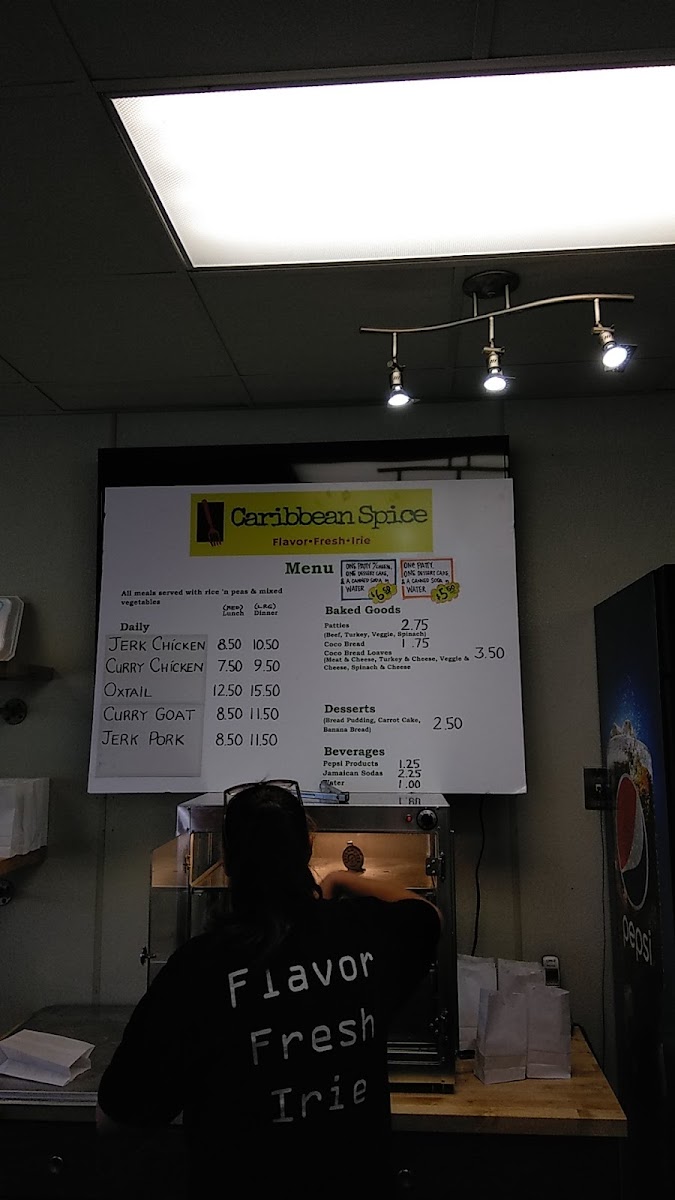 Caribbean Spice
Flavor•Fresh•Irie
Menu
ONE PATTY
ONE DESSERT CAKE,
& A CANNED SODA or
WATER
6.50
ONE PATTY,
ONE DESSERT CAKE
& A CANNED SODA or
WATER
All meals served with rice 'n peas & mixed
vegetables
(MED) (LRG)
Lunch Dinner
Daily
JERK CHICKEN 8.50 10.50
CURRY CHICKEN 7.50 9.50
OXTAIL 12.50 15.50
CURRY GOAT 8.50 11.50
JERK PORK 8.50 11.50
Baked Goods
Patties 2.75
(Beef, Turkey, Veggie, Spinach)
Coco Bread 1.75
Coco Bread Loaves 3.50
(Meat & Cheese, Turkey & Cheese, Veggie &
Cheese, Spinach & Cheese
Desserts
(Bread Pudding, Carrot Cake,
Banana Bread) 2.50
Beverages
Pepsi Products 1.25
Jamaican Sodas 2.25
Water 1.00
pepsi
Flavor
Fresh
Irie